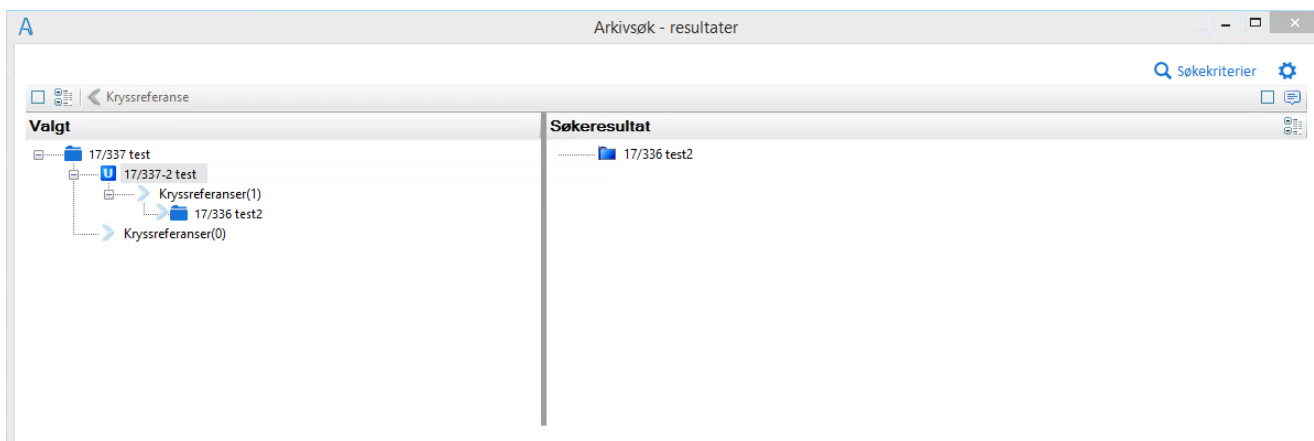 Arkivsøk - resultater
Søkekriterier
Kryssreferanse
Valgt
17/337 test
U 17/337-2 test
Kryssreferanser(1)
17/336 test2
Kryssreferanser(0)
Søkeresultat
17/336 test2